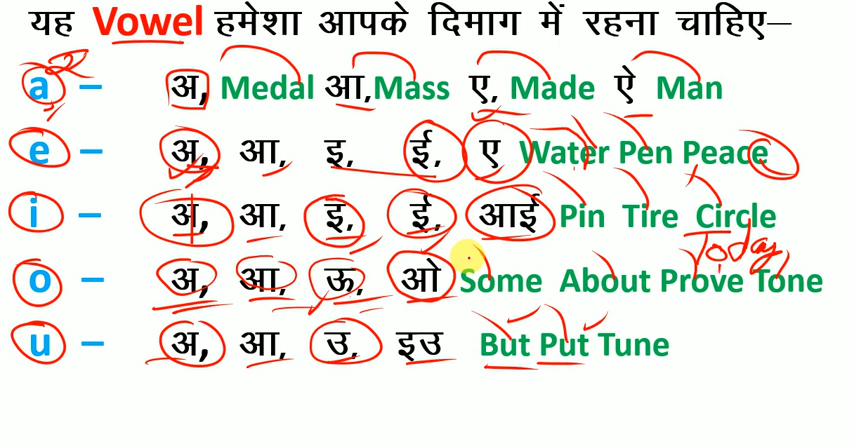 यह Vowel हमेशा आपके दिमाग में रहना चाहिए–
a – अ, Medal आ, Mass ए, Made ऐ Man
e – अ, आ, इ, ई, ए Water Pen Peace
i – अ, आ, इ, ई, आई Pin Tire Circle
Today,
o – अ, आ, ऊ, ओ Some About Prove Tone
u – अ, आ, उ, इउ But Put Tune